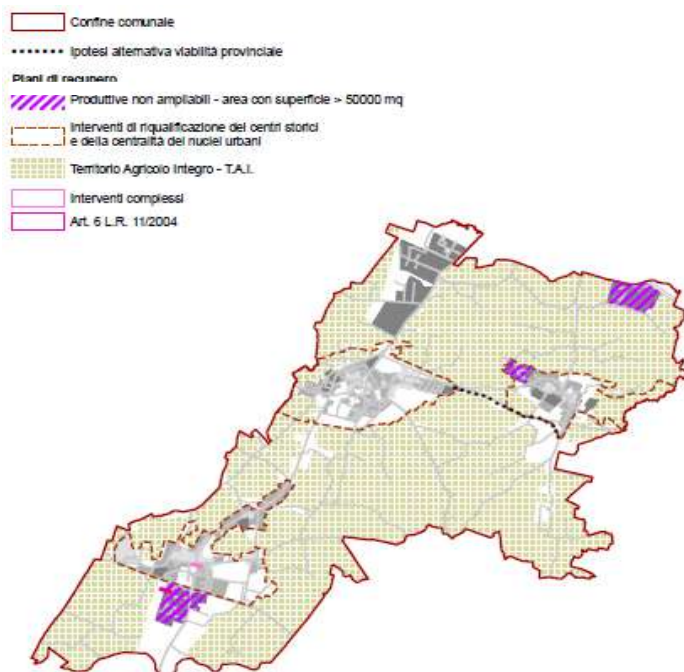 Confine comunale
Ipotesi alternativa viabilità provinciale
Piani di recupero
Produttive non ampliabili - area con superficie > 50000 mq
Interventi di riqualificazione dei centri storici
e della centralità dei nuclei urbani
Territorio Agricolo Integro - T.A.I.
Interventi complessi
Art. 6 L.R. 11/2004